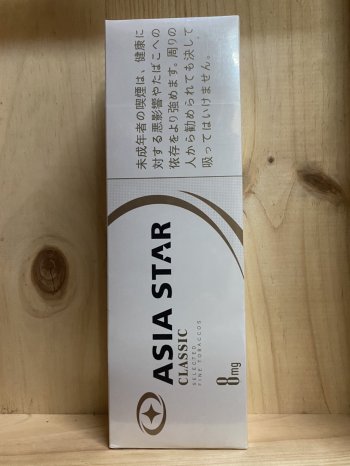 未成年者の喫煙は、健康に
対する悪影響やたばこへの
依存をより強めます。周りの
人から勧められても決して
吸ってはいけません。
ASIA STAR
CLASSIC
SELECTED
FINE TOBACCOS
8mg